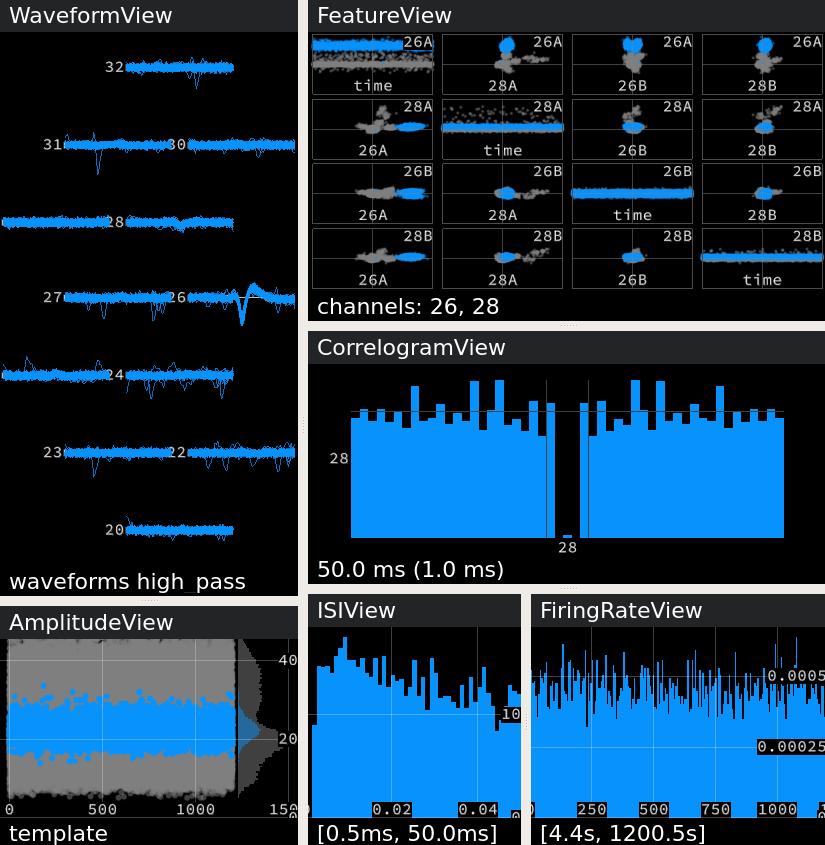 WaveformView
32
31 30
28
27 26
24
23 22
20
waveforms high_pass
AmplitudeView
40
20
0 500 1000 150
template
FeatureView
26A 26A 26A 26A
time 28A 26B 28B
28A 28A 28A 28A
26A time 26B 28B
26B 26B 26B 26B
26A 28A time 28B
28B 28B 28B 28B
26A 28A 26B time
channels: 26, 28
CorrelogramView
28
28
50.0 ms (1.0 ms)
ISIView
10
0.02 0.04
[0.5ms, 50.0ms]
FiringRateView
0.0005
0.00025
250 500 750 1000
[4.4s, 1200.5s]